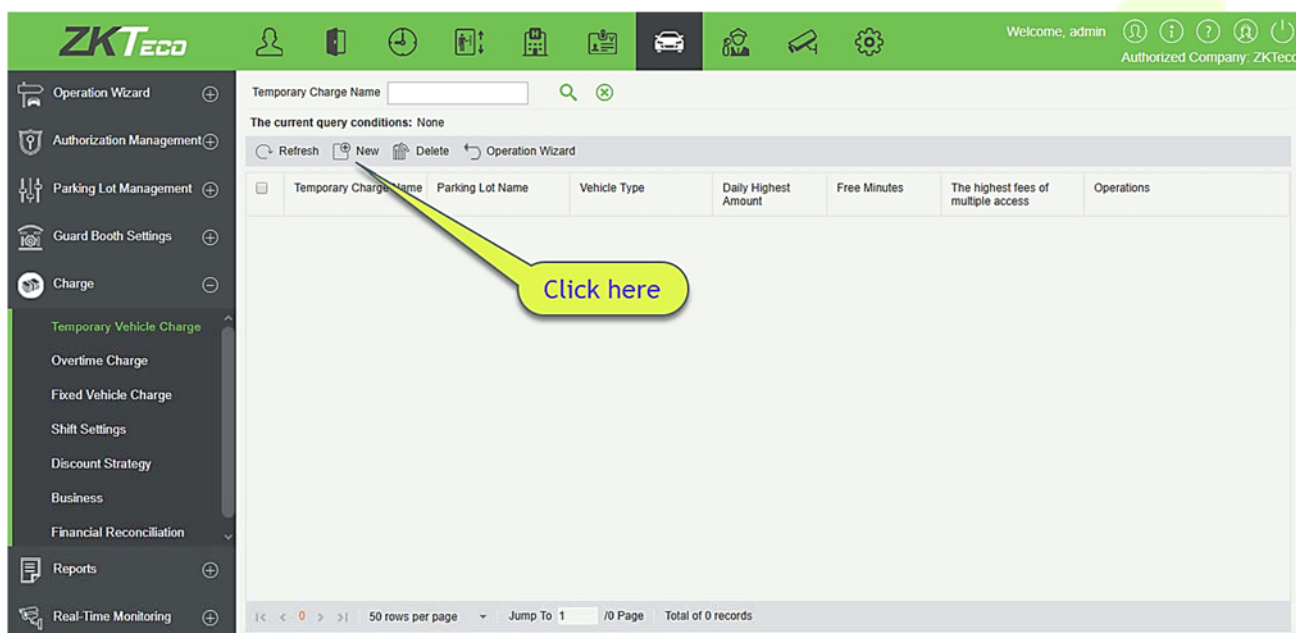 ZKTeco
Welcome, admin
Authorized Company: ZKTeco
Operation Wizard
Authorization Management
Parking Lot Management
Guard Booth Settings
Charge
Temporary Vehicle Charge
Overtime Charge
Fixed Vehicle Charge
Shift Settings
Discount Strategy
Business
Financial Reconciliation
Reports
Real-Time Monitoring
Temporary Charge Name
The current query conditions: None
Refresh New Delete Operation Wizard
Temporary Charge Name Parking Lot Name Vehicle Type Daily Highest Amount Free Minutes The highest fees of multiple access Operations
Click here
|< < 0 > >| 50 rows per page Jump To 1 /0 Page Total of 0 records